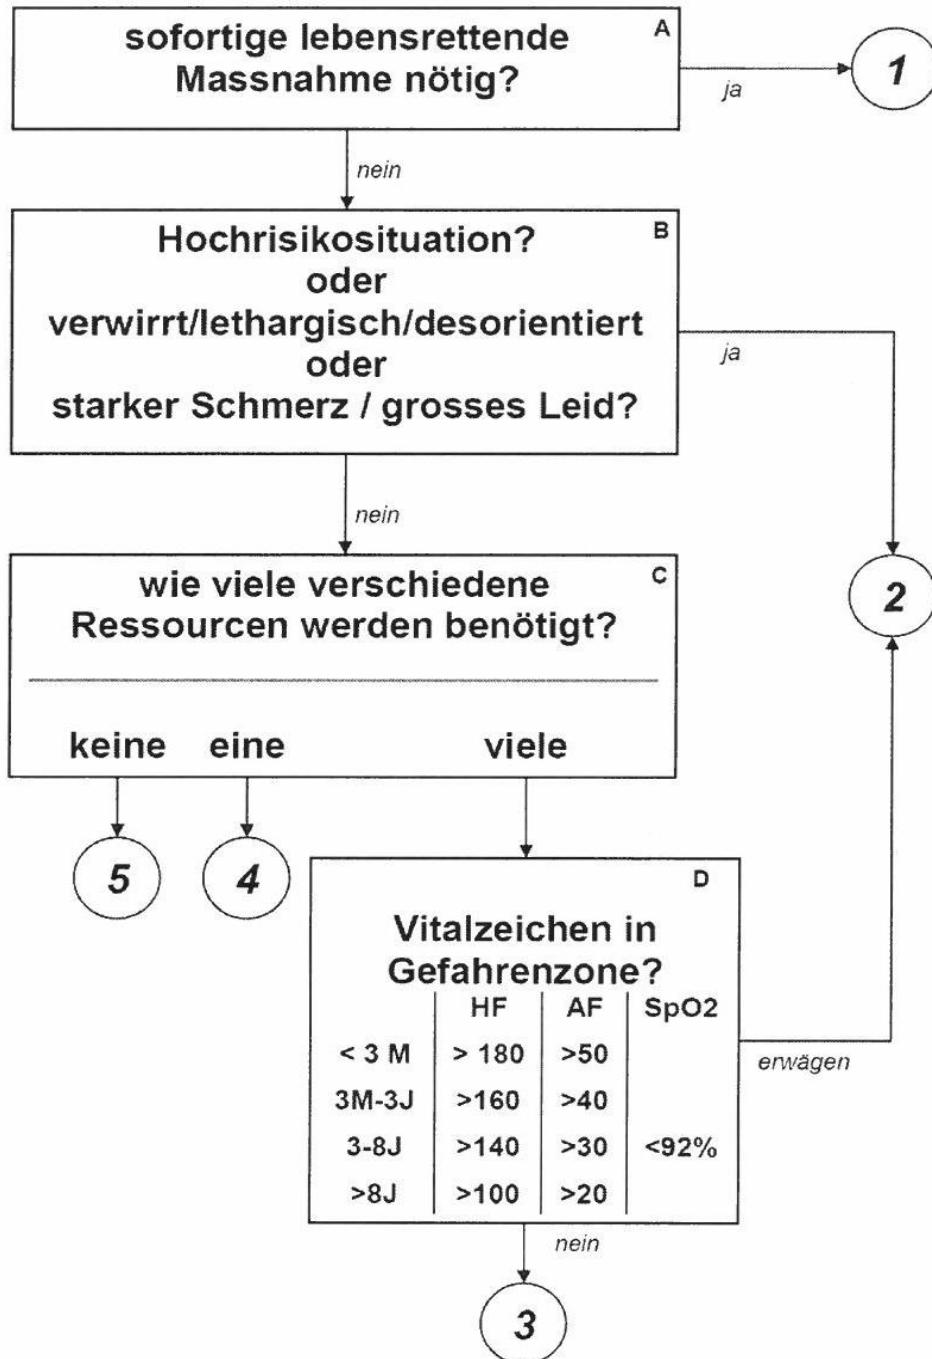 A
sofortige lebensrettende
Massnahme nötig?
ja
1
nein
B
Hochrisikosituation?
oder
verwirrt/lethargisch/desorientiert
oder
starker Schmerz / grosses Leid?
ja
nein
C
wie viele verschiedene
Ressourcen werden benötigt?
2
keine eine viele
5 4
D
Vitalzeichen in
Gefahrenzone?
HF AF SpO2
< 3 M > 180 >50
erwägen
3M-3J >160 >40
3-8J >140 >30 <92%
>8J >100 >20
nein
3